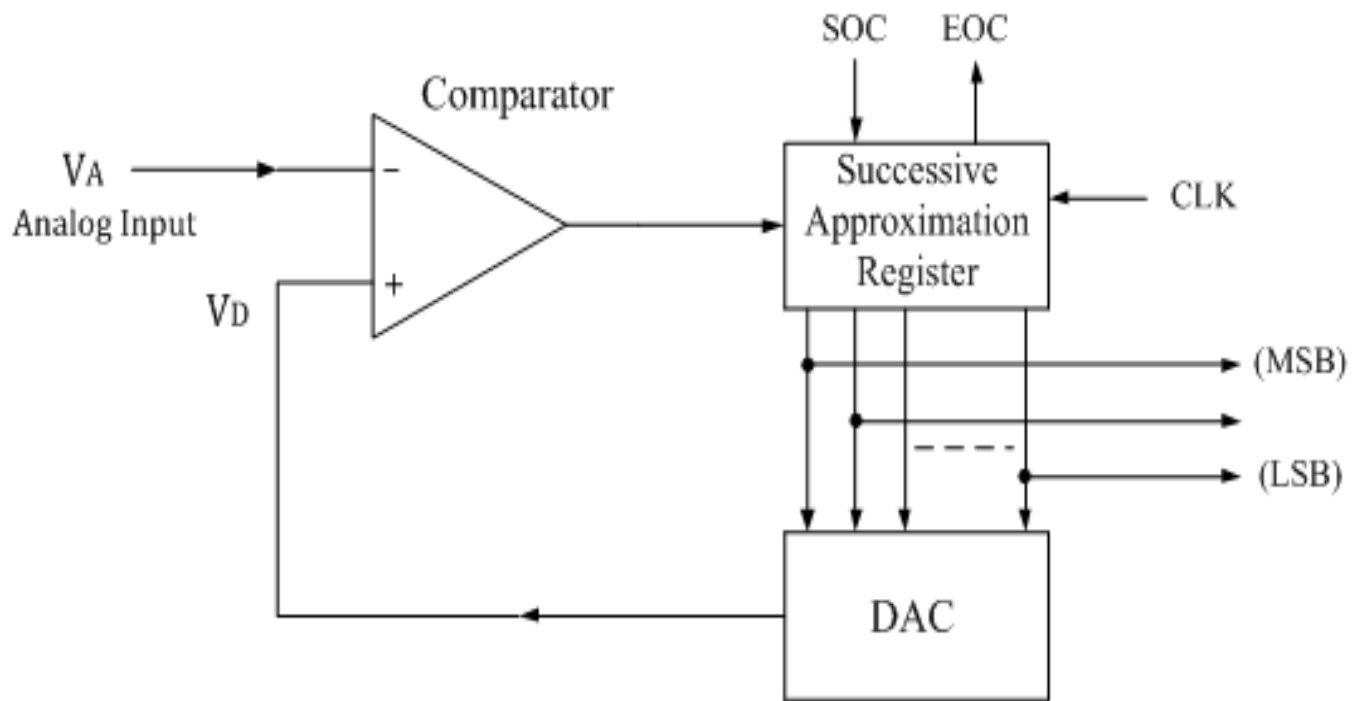 SOC
EOC
Comparator
VA
Analog Input
−
+
VD
Successive
Approximation
Register
CLK
(MSB)
(LSB)
DAC